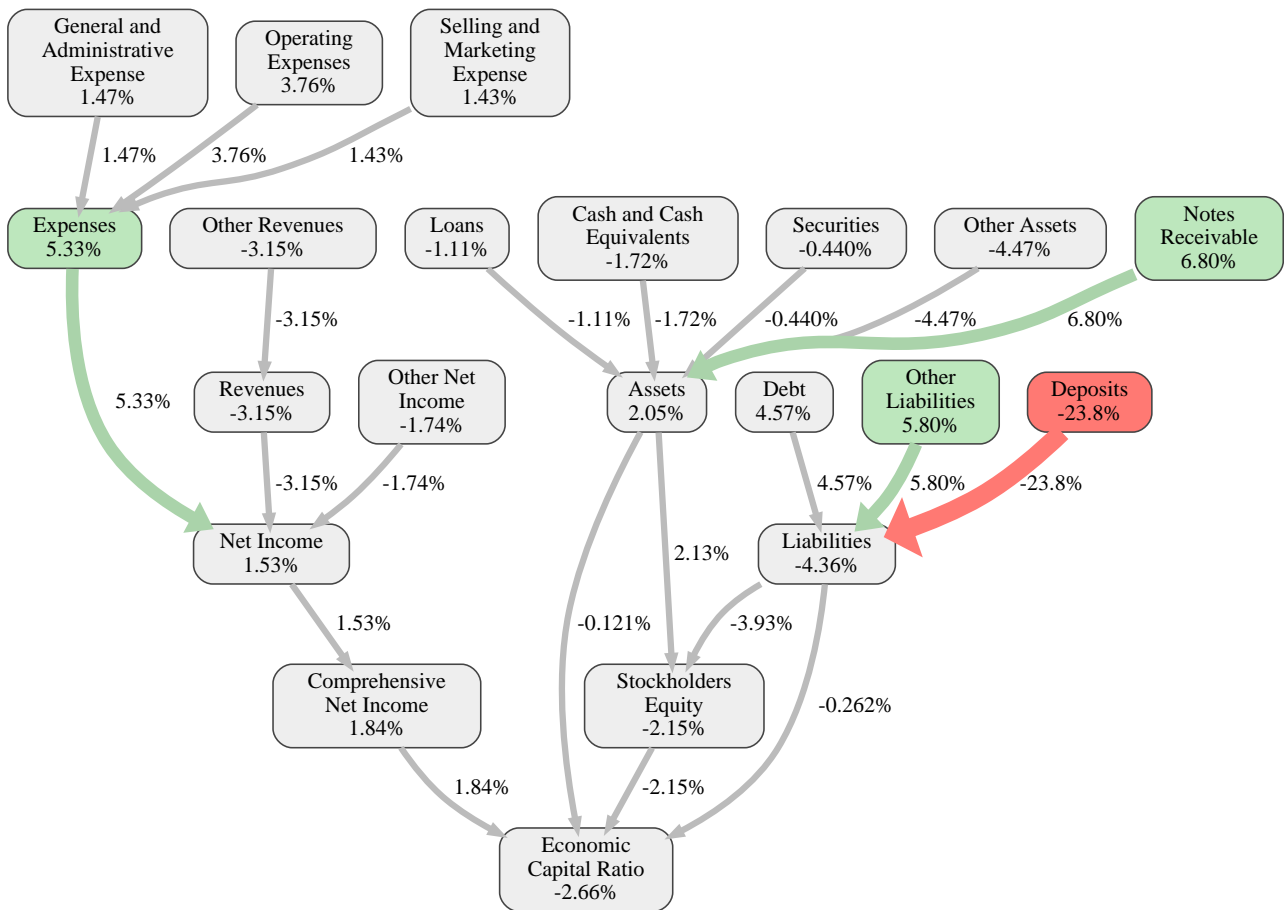 General and
Administrative
Expense
1.47%
Operating
Expenses
3.76%
Selling and
Marketing
Expense
1.43%
1.47%
3.76%
1.43%
Expenses
5.33%
Other Revenues
-3.15%
Loans
-1.11%
Cash and Cash
Equivalents
-1.72%
Securities
-0.440%
Other Assets
-4.47%
Notes
Receivable
6.80%
-3.15%
-1.11%
-1.72%
-0.440%
-4.47%
6.80%
5.33%
Revenues
-3.15%
Other Net
Income
-1.74%
Assets
2.05%
Debt
4.57%
Other
Liabilities
5.80%
Deposits
-23.8%
-3.15%
-1.74%
4.57%
5.80%
-23.8%
Net Income
1.53%
2.13%
Liabilities
-4.36%
1.53%
-0.121%
-3.93%
-0.262%
Comprehensive
Net Income
1.84%
Stockholders
Equity
-2.15%
1.84%
-2.15%
Economic
Capital Ratio
-2.66%